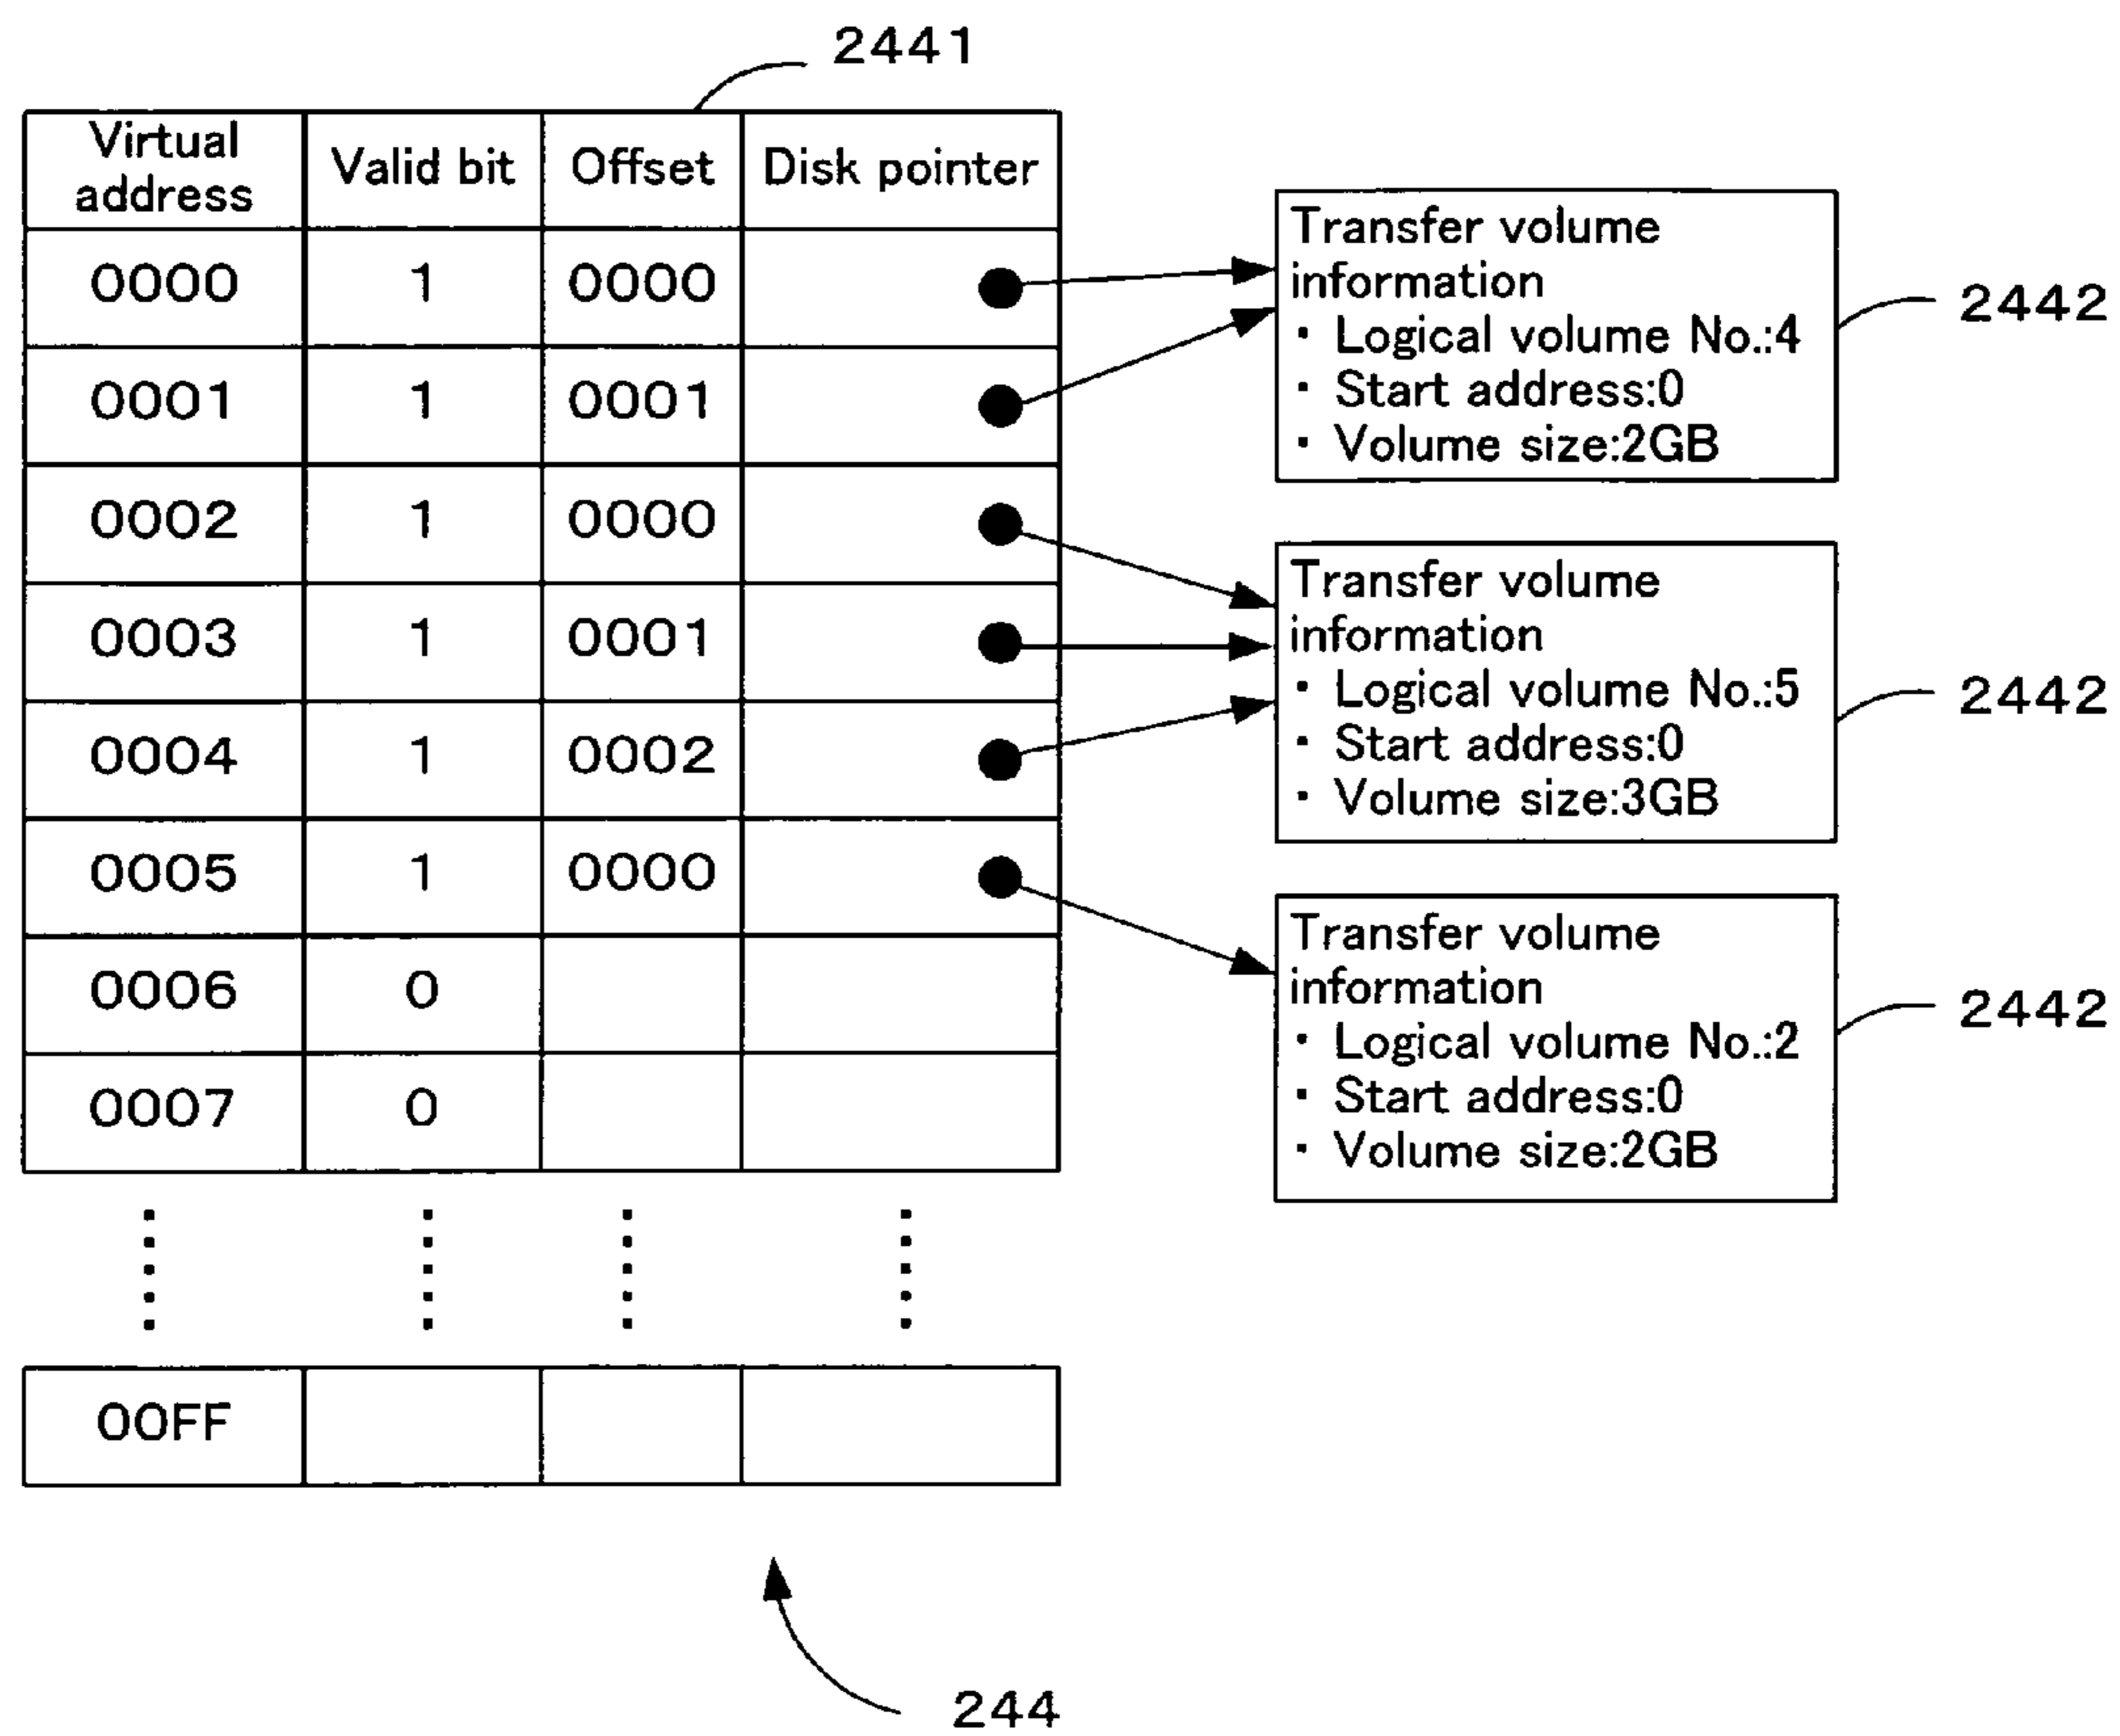 2441
Virtual address Valid bit Offset Disk pointer
0000 1 0000
0001 1 0001
0002 1 0000
0003 1 0001
0004 1 0002
0005 1 0000
0006 0
0007 0
00FF
Transfer volume
information
・ Logical volume No.:4
・ Start address:0
・ Volume size:2GB
2442
Transfer volume
information
・ Logical volume No.:5
・ Start address:0
・ Volume size:3GB
2442
Transfer volume
information
・ Logical volume No.:2
・ Start address:0
・ Volume size:2GB
2442
244